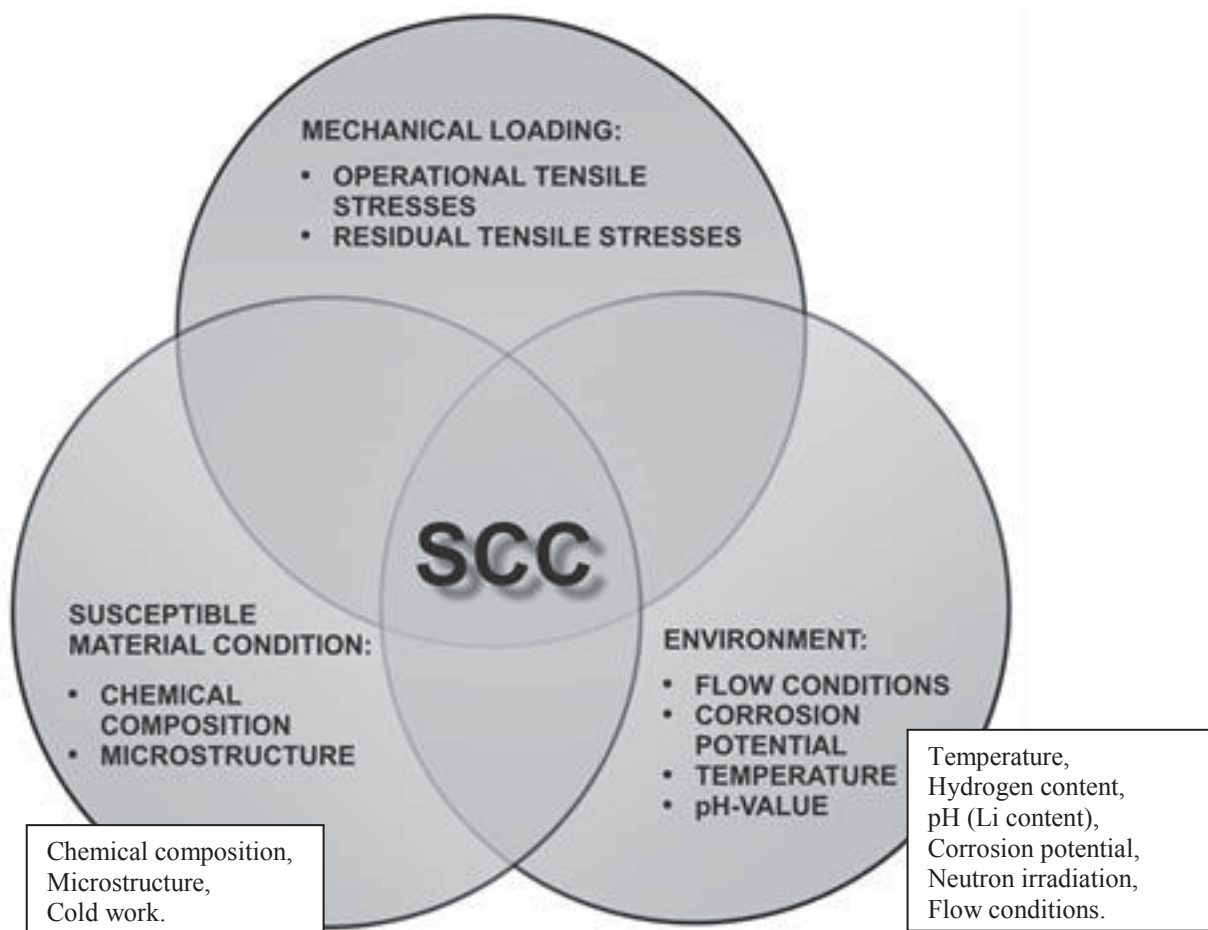 MECHANICAL LOADING:
• OPERATIONAL TENSILE
STRESSES
• RESIDUAL TENSILE STRESSES
SCC
SUSCEPTIBLE
MATERIAL CONDITION:
• CHEMICAL
COMPOSITION
• MICROSTRUCTURE
ENVIRONMENT:
• FLOW CONDITIONS
• CORROSION
POTENTIAL
• TEMPERATURE
• pH-VALUE
Chemical composition,
Microstructure,
Cold work.
Temperature,
Hydrogen content,
pH (Li content),
Corrosion potential,
Neutron irradiation,
Flow conditions.